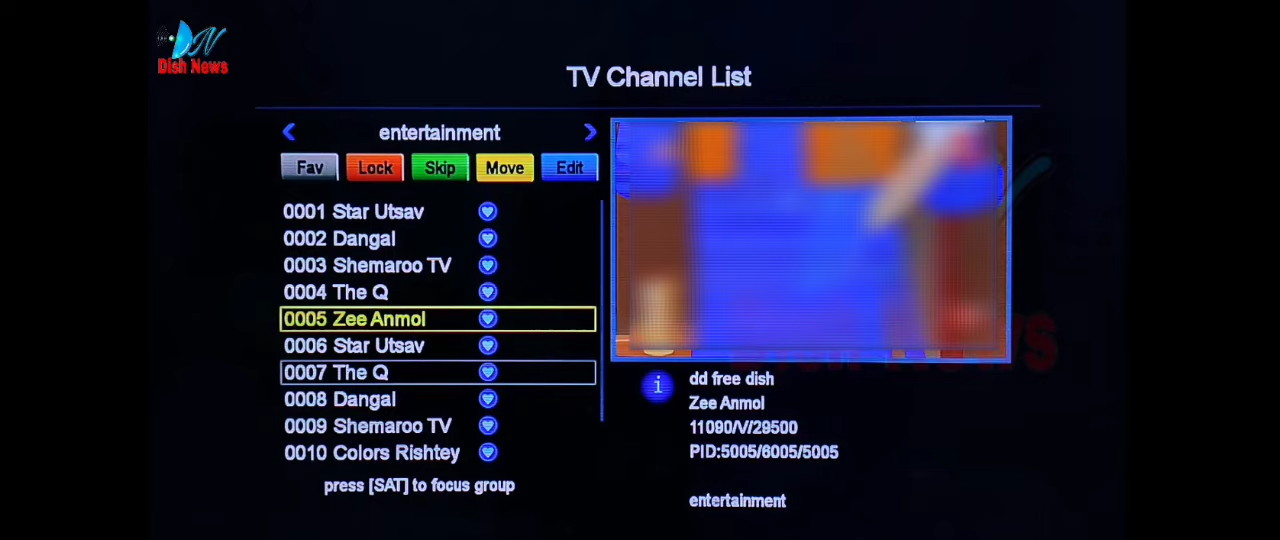 Dish News
TV Channel List
entertainment
Fav Lock Skip Move Edit
0001 Star Utsav
0002 Dangal
0003 Shemaroo TV
0004 The Q
0005 Zee Anmol
0006 Star Utsav
0007 The Q
0008 Dangal
0009 Shemaroo TV
0010 Colors Rishtey
press [SAT] to focus group
dd free dish
Zee Anmol
11090/V/29500
PID:5005/6005/5005
entertainment